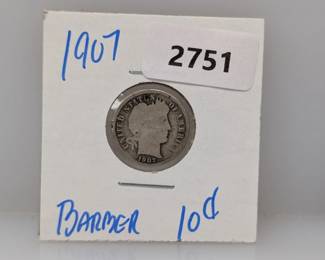 1907
2751
UNITED STATES OF AMERICA
1907
BARBER 10¢